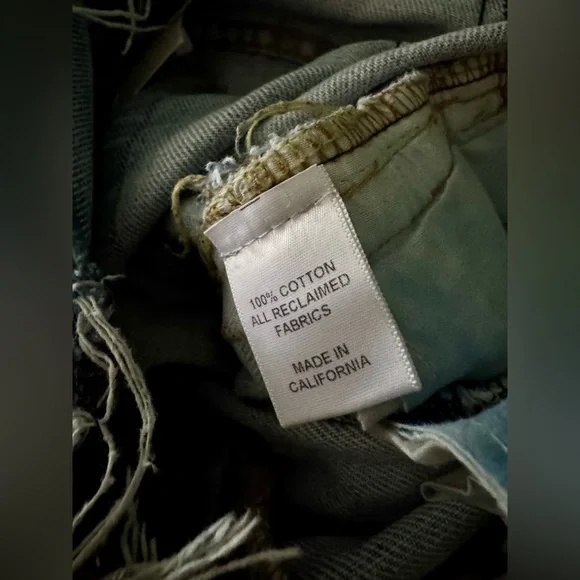 100% COTTON
ALL RECLAIMED
FABRICS
MADE IN
CALIFORNIA